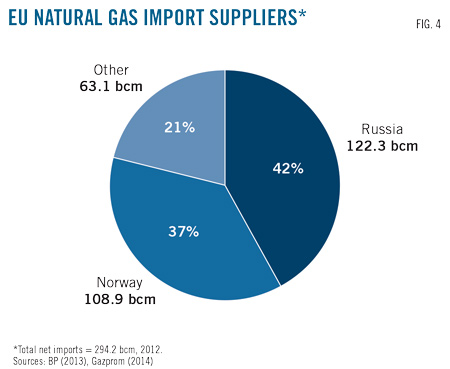 EU NATURAL GAS IMPORT SUPPLIERS*
FIG. 4
Other
63.1 bcm
21%
Russia
122.3 bcm
42%
37%
Norway
108.9 bcm
*Total net imports = 294.2 bcm, 2012.
Sources: BP (2013), Gazprom (2014)